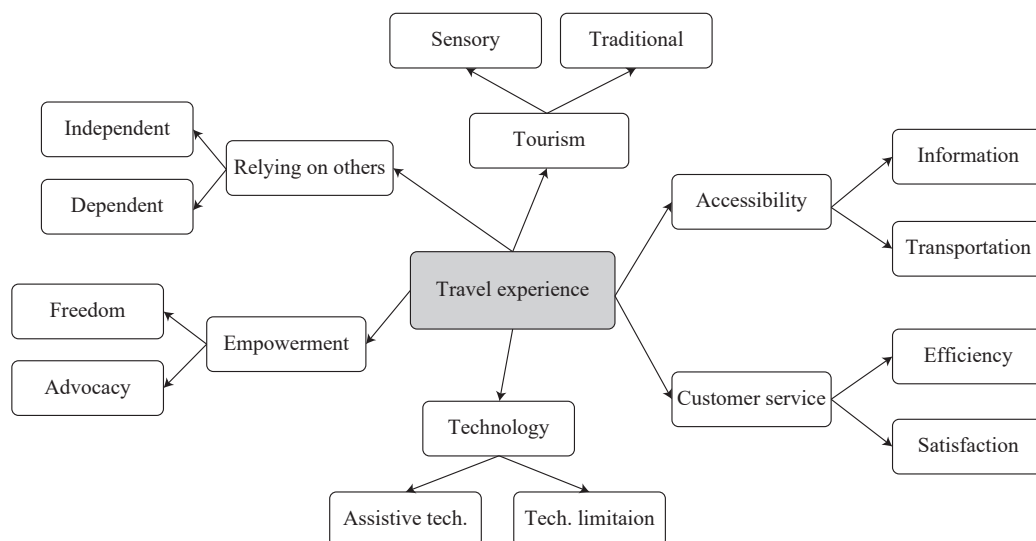 Sensory
Traditional
Independent
Tourism
Information
Relying on others
Dependent
Accessibility
Transportation
Travel experience
Freedom
Empowerment
Efficiency
Advocacy
Customer service
Technology
Satisfaction
Assistive tech.
Tech. limitaion